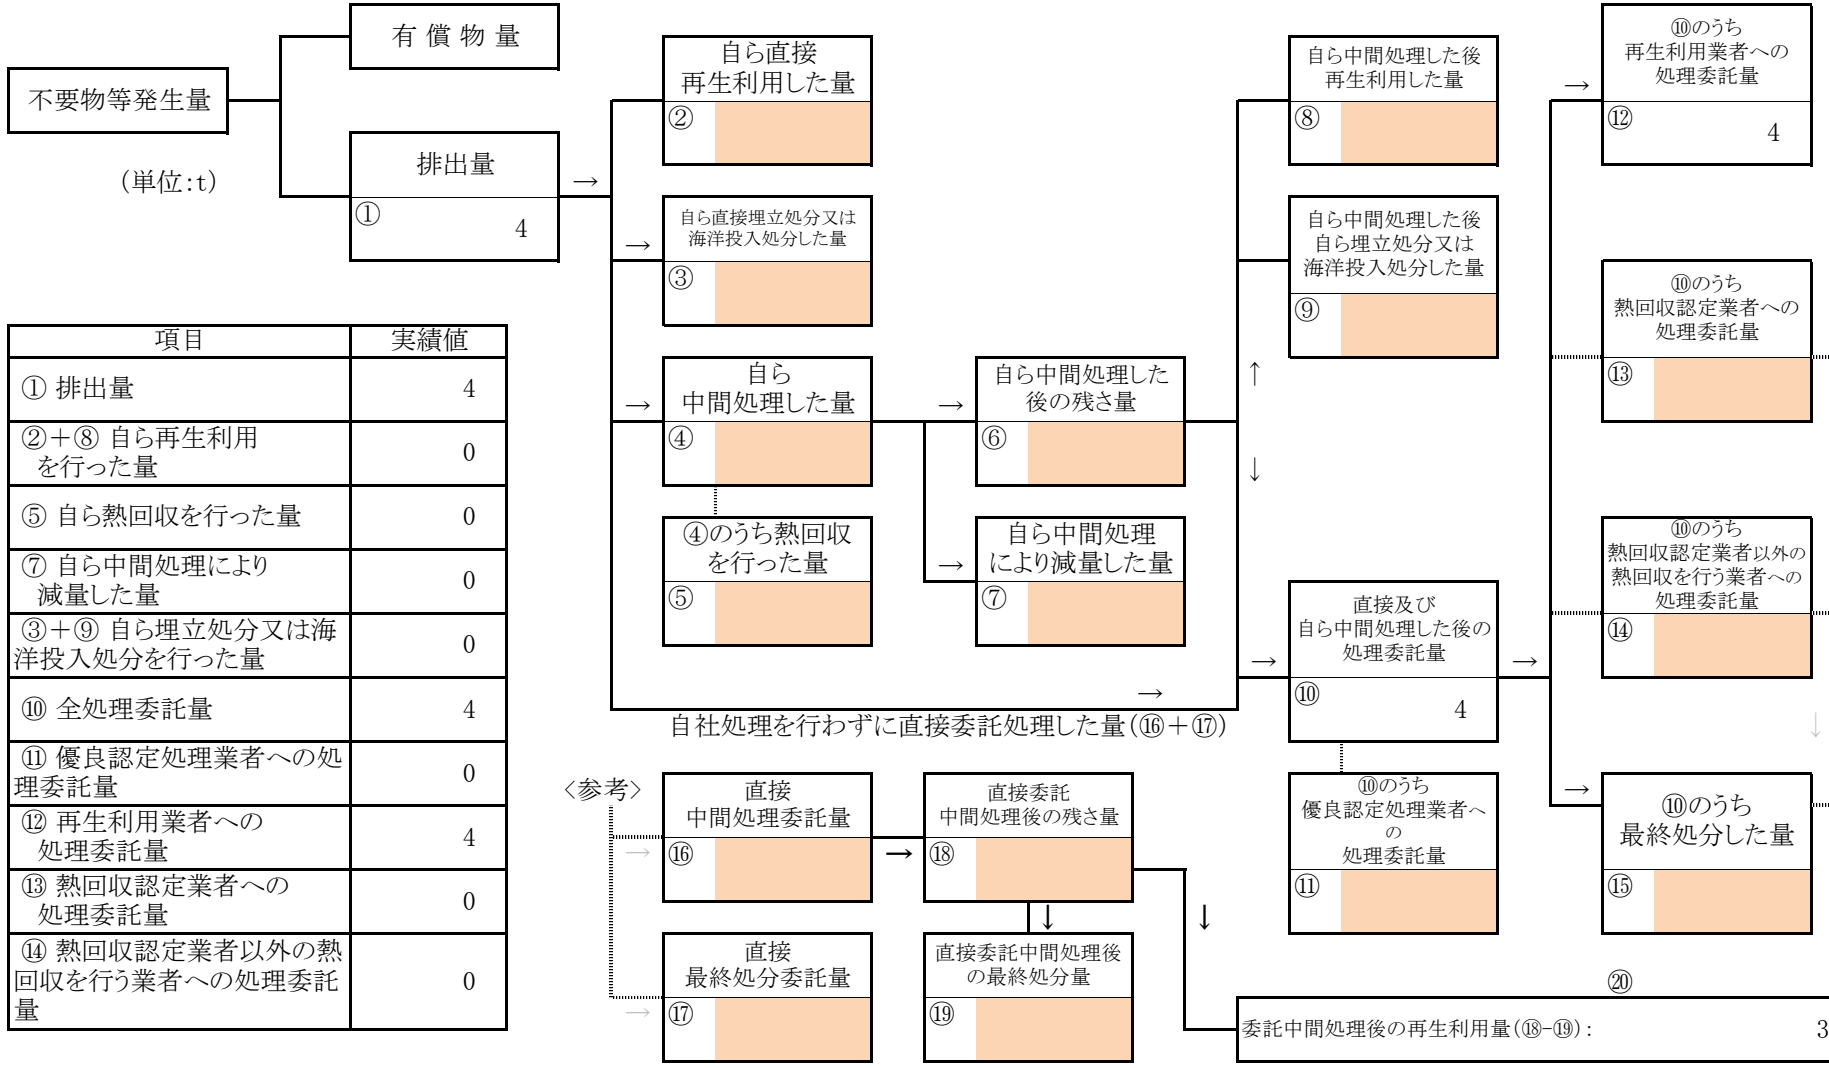 有 償 物 量
不要物等発生量
(単位:t)
排出量
①
4
自ら直接
再生利用した量
②
自ら直接埋立処分又は
海洋投入処分した量
→
→
③
自ら
中間処理した量
→
④
④のうち熱回収
を行った量
⑤
自ら中間処理した
後の残さ量
→
⑥
自ら中間処理
により減量した量
→
⑦
自ら中間処理した後
再生利用した量
⑧
自ら中間処理した後
自ら埋立処分又は
海洋投入処分した量
⑨
↑
↓
直接及び
自ら中間処理した後の
処理委託量
→
→
⑩
4
→
自社処理を行わずに直接委託処理した量(⑯+⑰)
⑩のうち
優良認定処理業者へ
の
処理委託量
⑪
⑩のうち
再生利用業者への
処理委託量
→
⑫
4
⑩のうち
熱回収認定業者への
処理委託量
⑬
⑩のうち
熱回収認定業者以外の
熱回収を行う業者への
処理委託量
⑭
↓
→
⑩のうち
最終処分した量
⑮
項目 実績値
① 排出量 4
②+⑧ 自ら再生利用
を行った量 0
⑤ 自ら熱回収を行った量 0
⑦ 自ら中間処理により
減量した量 0
③+⑨ 自ら埋立処分又は海
洋投入処分を行った量 0
⑩ 全処理委託量 4
⑪ 優良認定処理業者への処
理委託量 0
⑫ 再生利用業者への
処理委託量 4
⑬ 熱回収認定業者への
処理委託量 0
⑭ 熱回収認定業者以外の熱
回収を行う業者への処理委託
量 0
<参考>
直接
中間処理委託量
→
⑯
直接委託
中間処理後の残さ量
→
⑱
↓
↓
直接
最終処分委託量
→
⑰
直接委託中間処理後
の最終処分量
⑲
⑳
委託中間処理後の再生利用量(⑱-⑲): 3